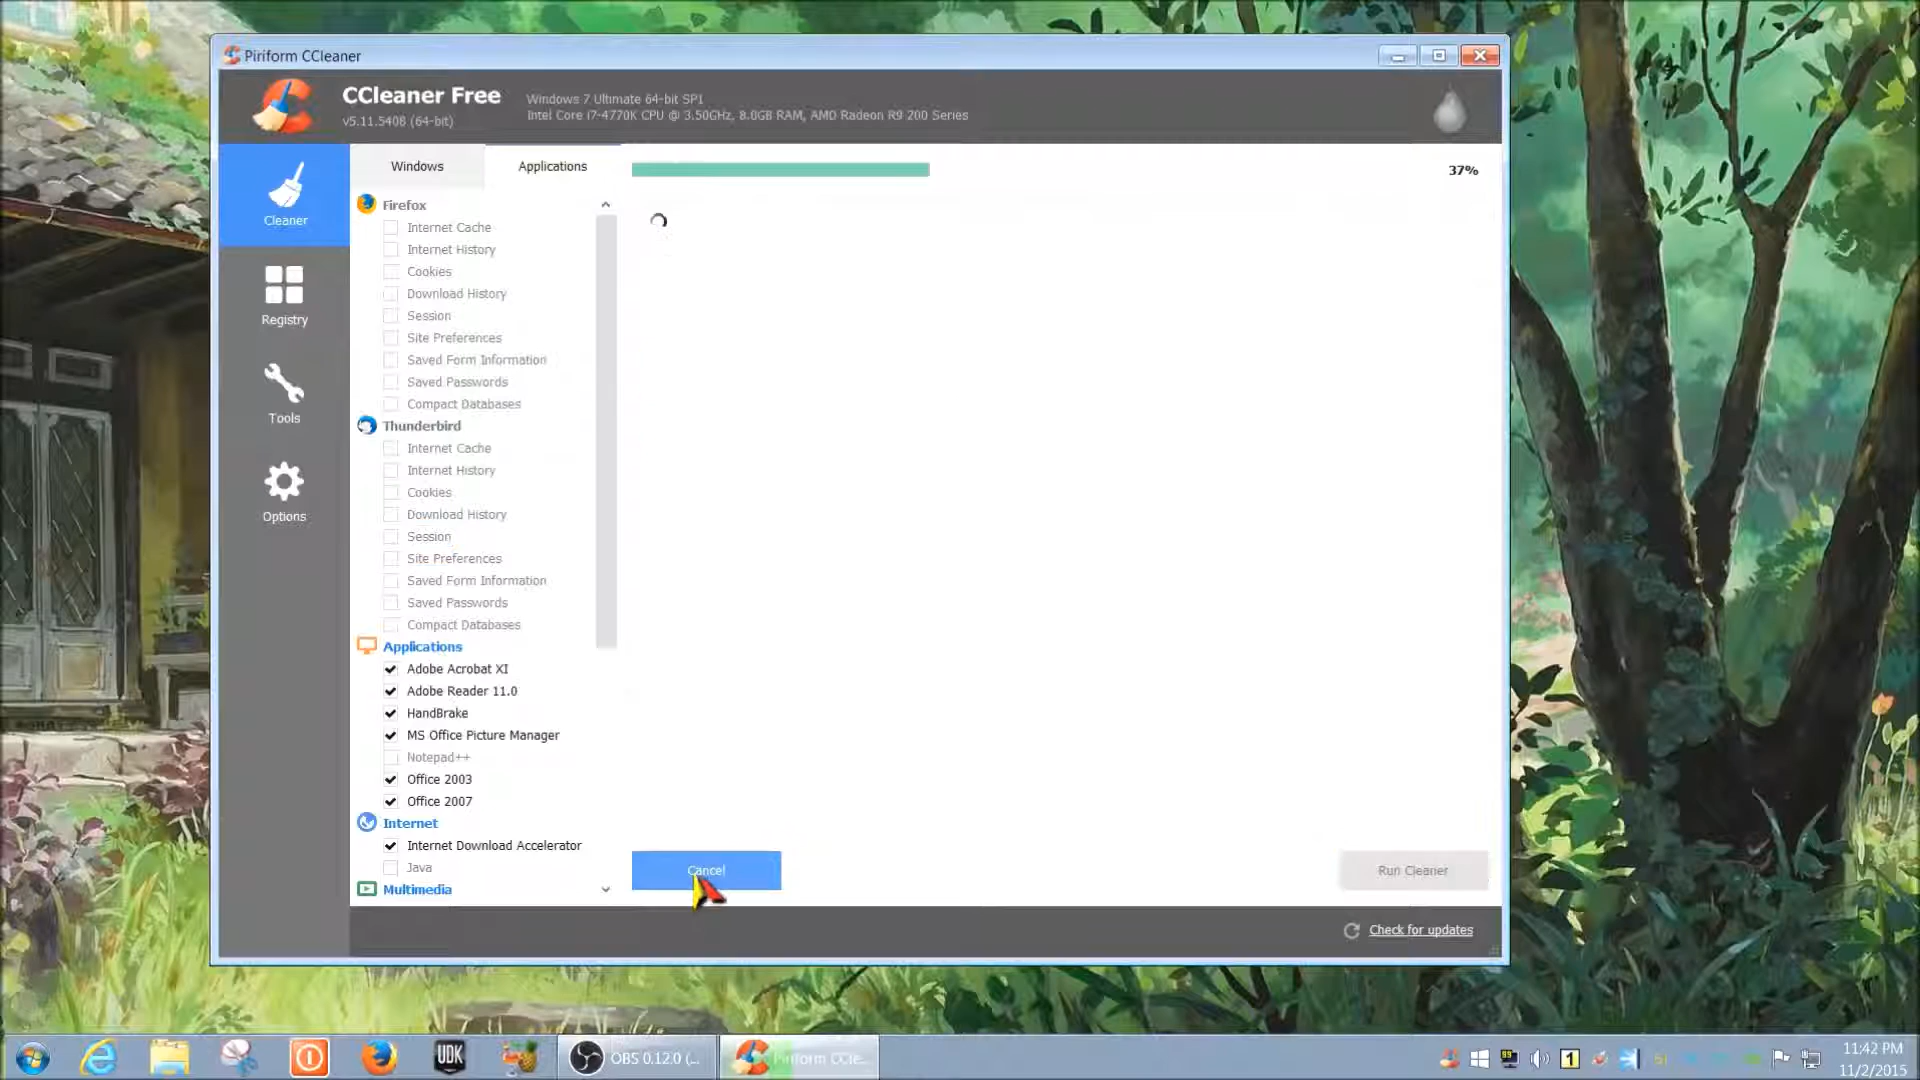 Piriform CCleaner
CCleaner Free
v5.11.5408 (64-bit)
Windows 7 Ultimate 64-bit SP1
Intel Core i7-4770K CPU @ 3.50GHz, 8.0GB RAM, AMD Radeon R9 200 Series
Cleaner
Registry
Tools
Options
Windows
Applications
37%
Firefox
Internet Cache
Internet History
Cookies
Download History
Session
Site Preferences
Saved Form Information
Saved Passwords
Compact Databases
Thunderbird
Internet Cache
Internet History
Cookies
Download History
Session
Site Preferences
Saved Form Information
Saved Passwords
Compact Databases
Applications
Adobe Acrobat XI
Adobe Reader 11.0
HandBrake
MS Office Picture Manager
Notepad++
Office 2003
Office 2007
Internet
Internet Download Accelerator
Java
Multimedia
Cancel
Run Cleaner
Check for updates
UDK
OBS 0.12.0 (...
Piriform CCle...
99
1
11:42 PM
11/2/2015